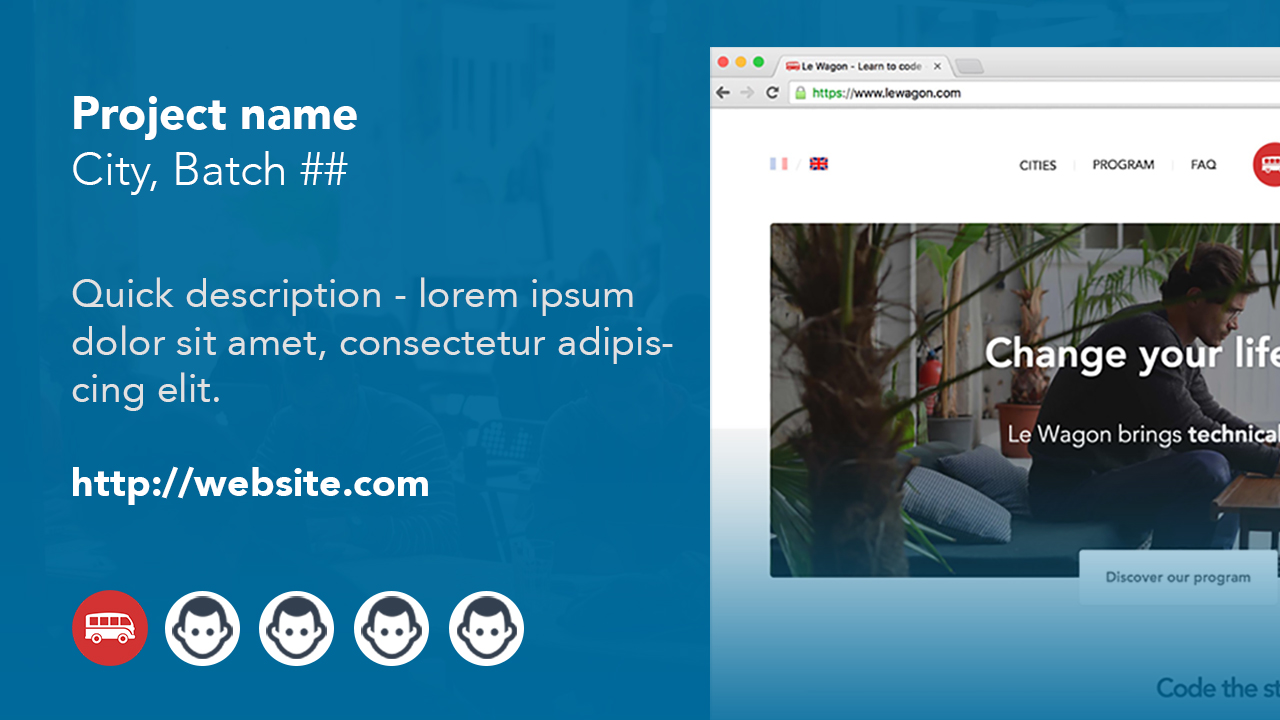 Project name
City, Batch ##
Quick description - lorem ipsum
dolor sit amet, consectetur adipis-
cing elit.
http://website.com
Le Wagon - Learn to code
https://www.lewagon.com
/
CITIES | PROGRAM | FAQ
Change your life
Le Wagon brings technical
Discover our program
Code the st